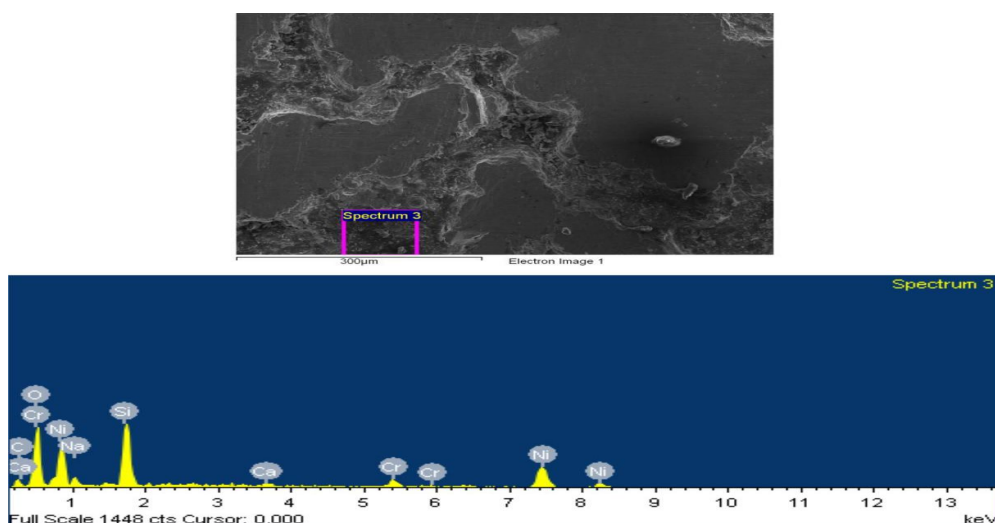 Spectrum 3
300µm Electron Image 1
Spectrum 3
O
Cr
Ni
Na
Si
C
Ca
Ca
Cr
Cr
Ni
Ni
1 2 3 4 5 6 7 8 9 10 11 12 13
Full Scale 1448 cts Cursor: 0.000 keV